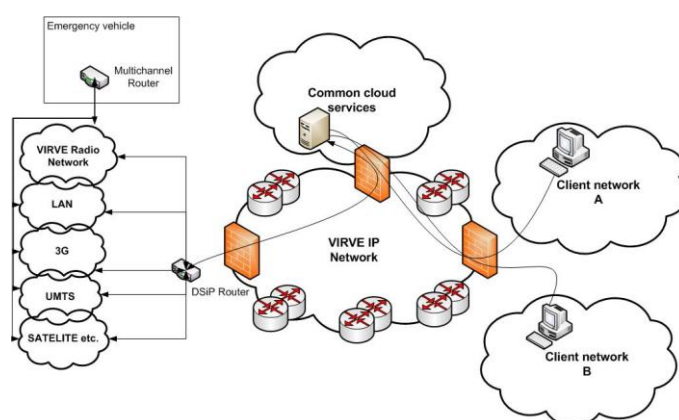 Emergency vehicle
Multichannel
Router
VIRVE Radio
Network
LAN
3G
UMTS
SATELITE etc.
DSiP Router
Common cloud
services
VIRVE IP
Network
Client network
A
Client network
B